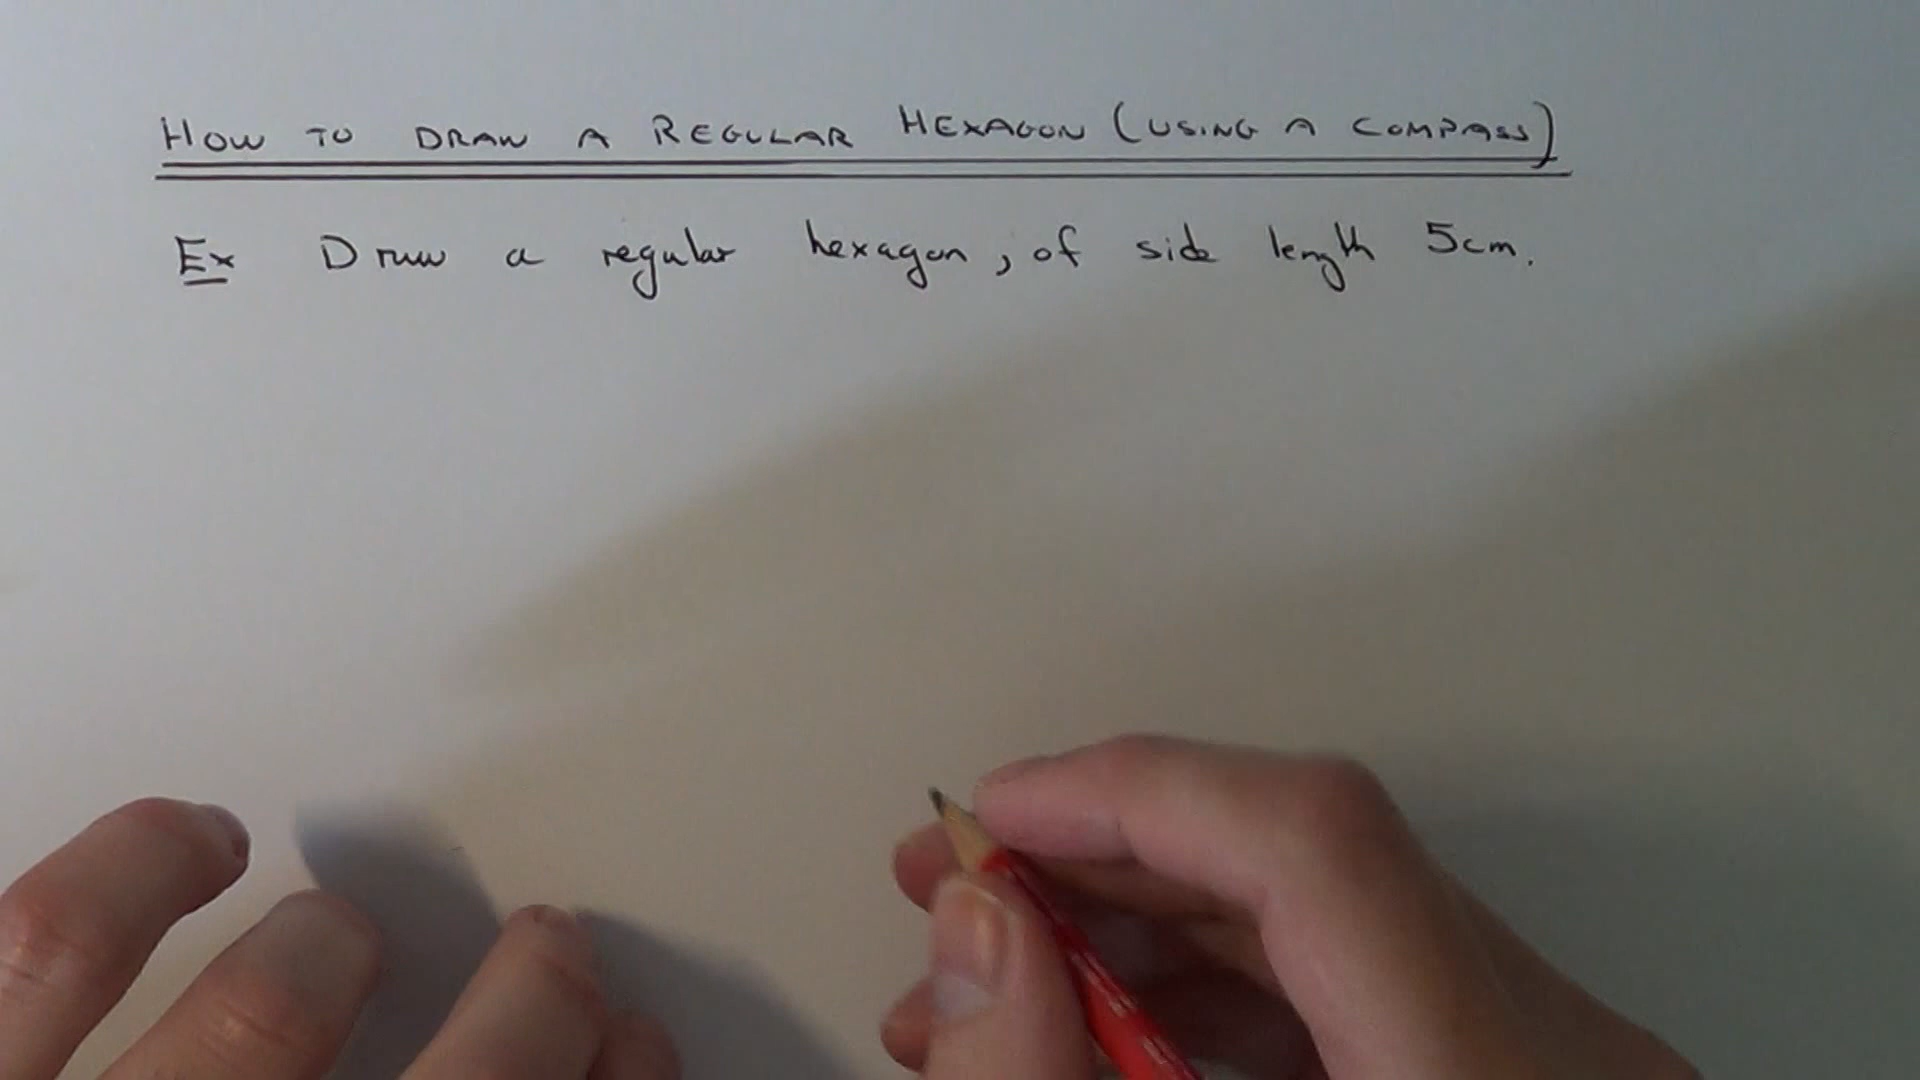 HOW TO DRAW A REGULAR HEXAGON (USING A COMPASS)
Ex Draw a regular hexagon, of side length 5cm.